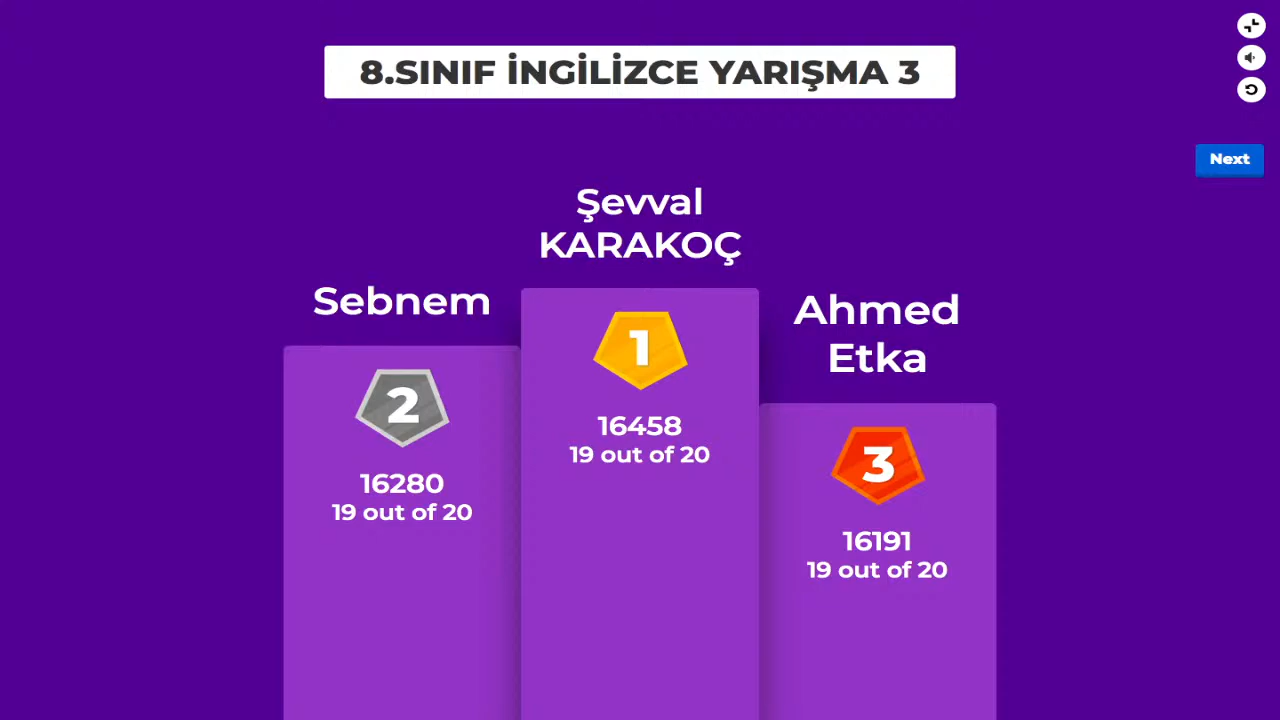 8.SINIF İNGİLİZCE YARIŞMA 3
Next
Şevval
KARAKOÇ
1
16458
19 out of 20
Sebnem
2
16280
19 out of 20
Ahmed
Etka
3
16191
19 out of 20